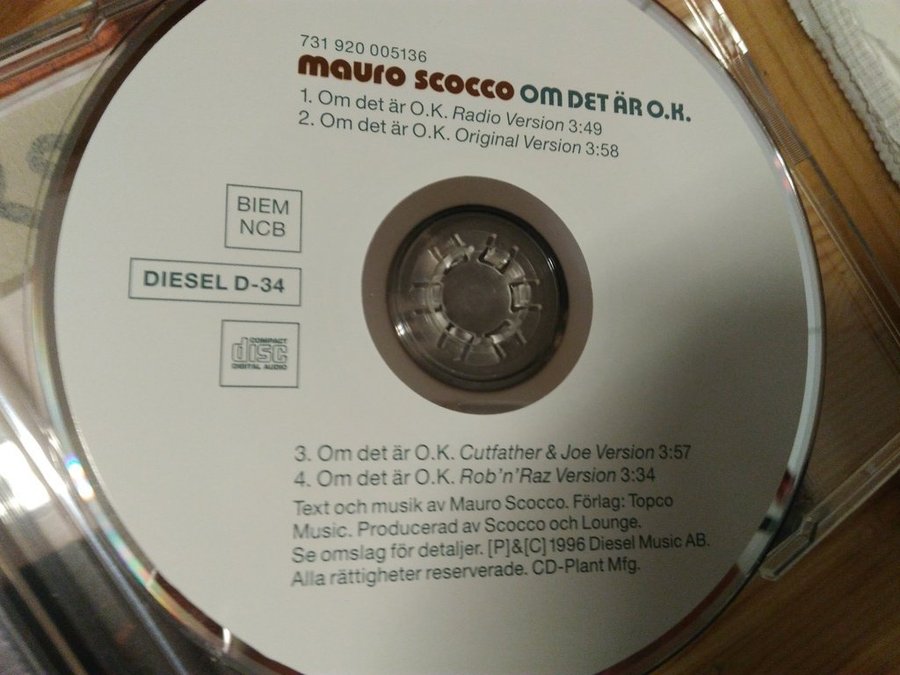 731 920 005136
mauro scocco OM DET ÄR O.K.
1. Om det är O.K. Radio Version 3:49
2. Om det är O.K. Original Version 3:58
BIEM
NCB
DIESEL D-34
COMPACT
disc
DIGITAL AUDIO
3. Om det är O.K. Cutfather & Joe Version 3:57
4. Om det är O.K. Rob'n'Raz Version 3:34
Text och musik av Mauro Scocco. Förlag: Topco
Music. Producerad av Scocco och Lounge.
Se omslag för detaljer. [P]&[C] 1996 Diesel Music AB.
Alla rättigheter reserverade. CD-Plant Mfg.